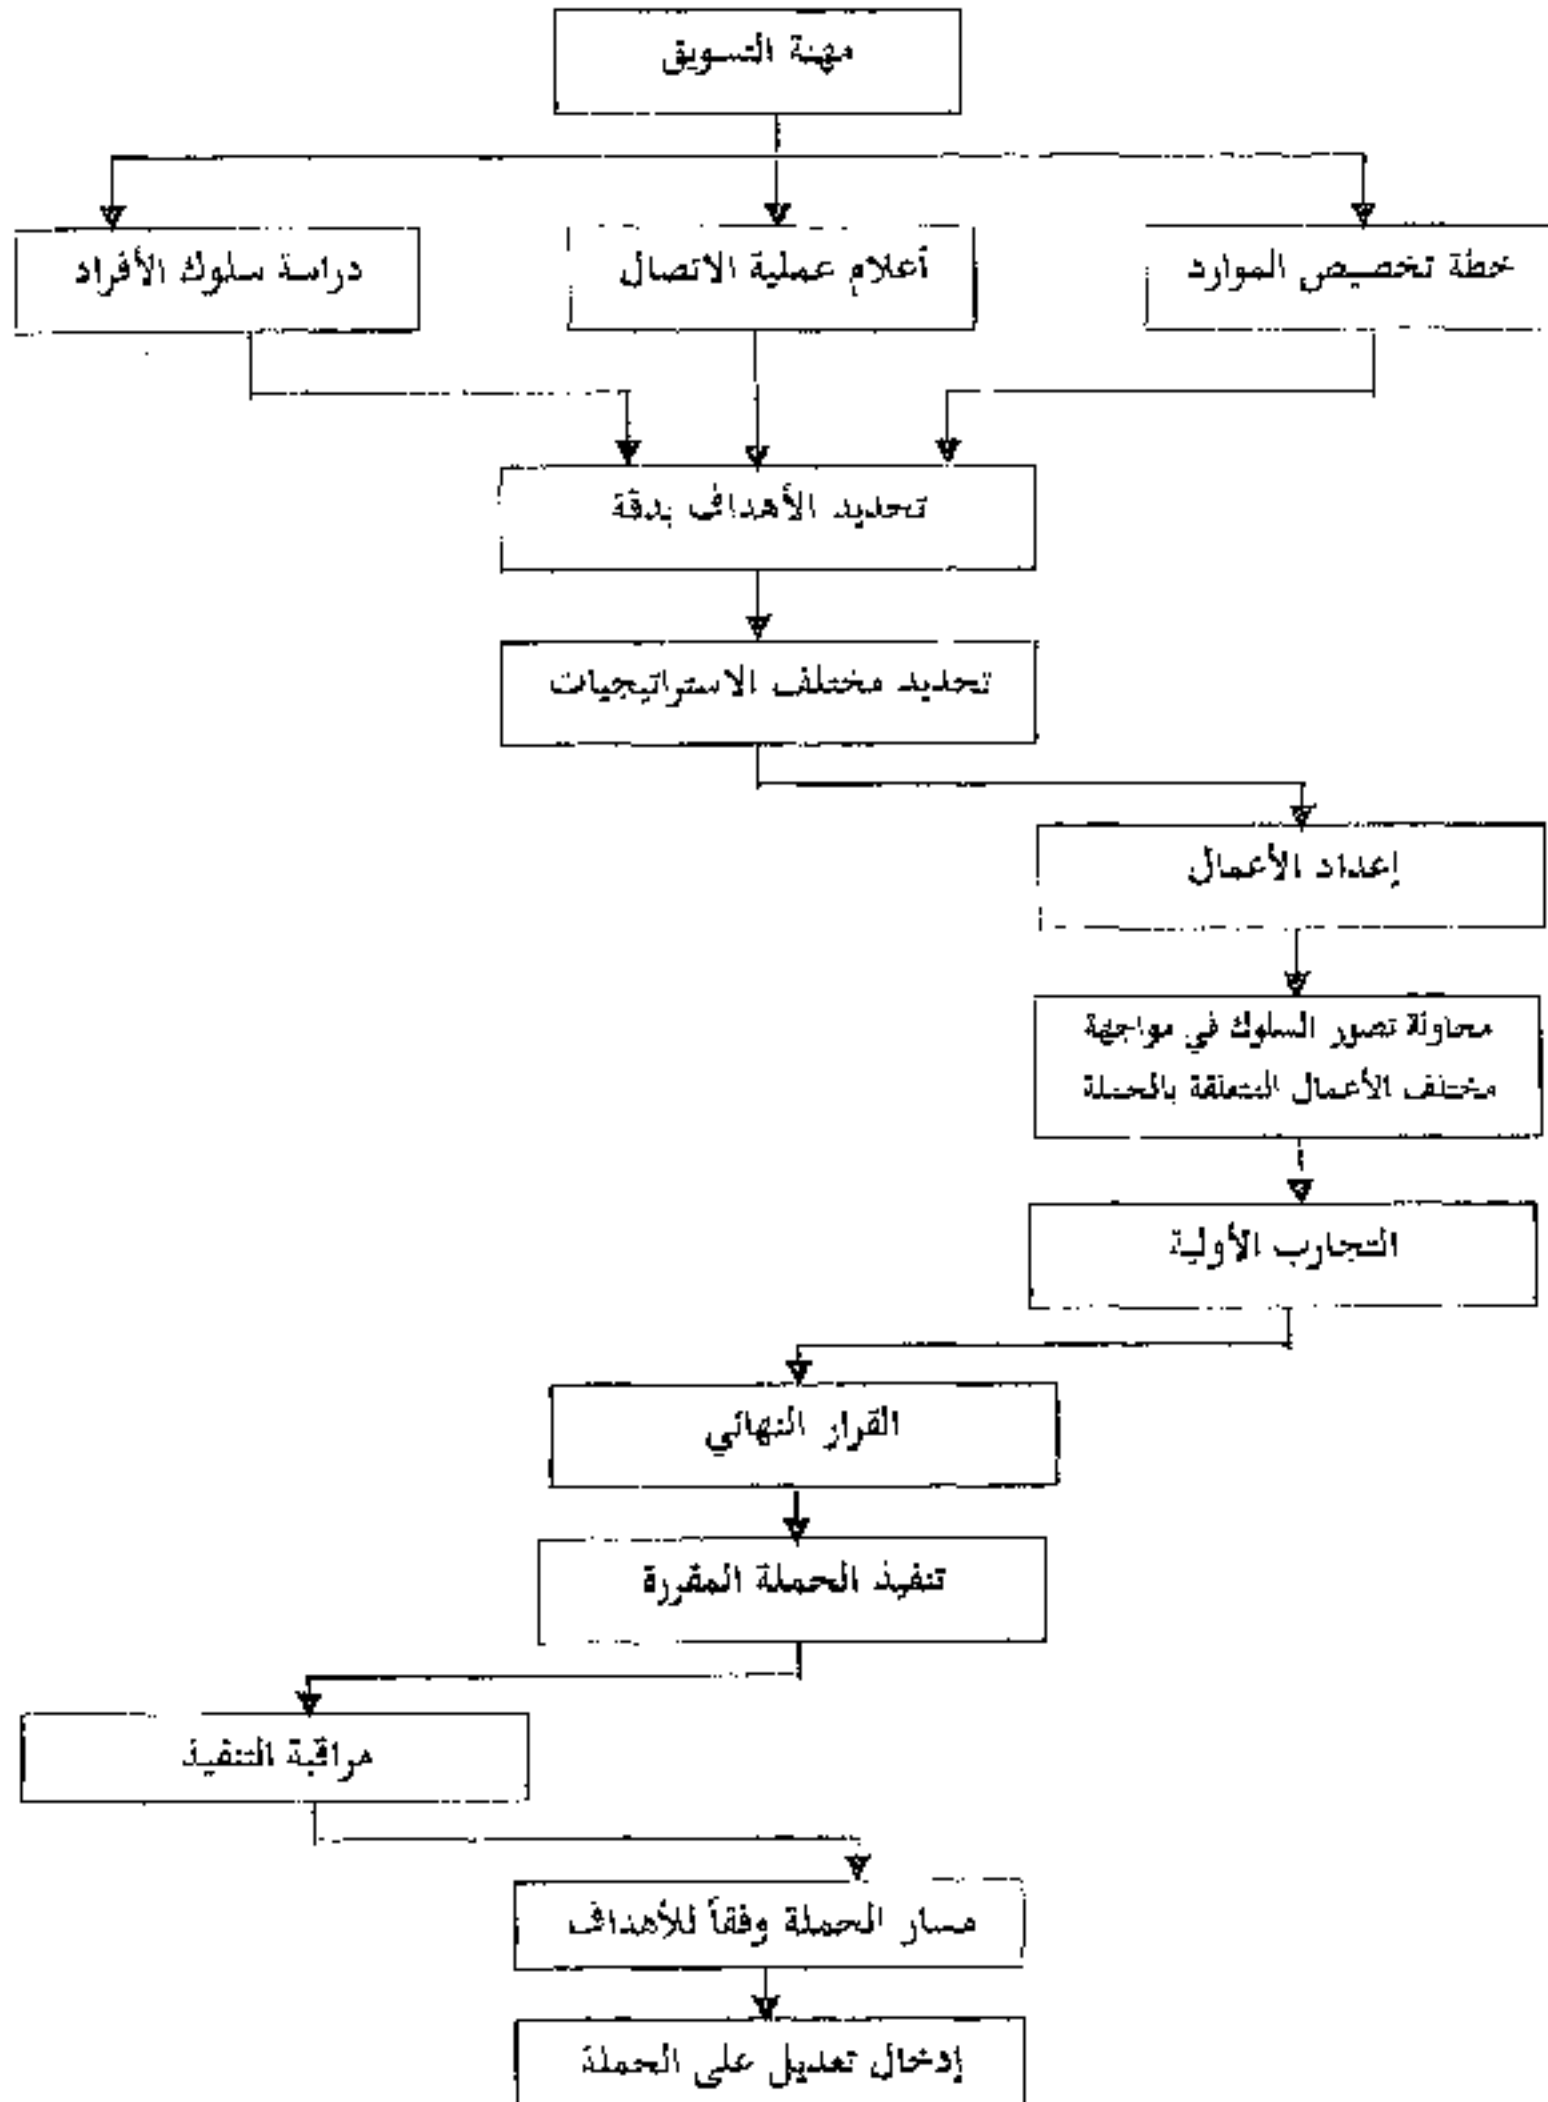 مهنة التسويق
خطة تخصيص الموارد
أعلام عملية الاتصال
دراسة سلوك الأفراد
تحديد الأهداف بدقة
تحديد مختلف الاستراتيجيات
إعداد الأعمال
محاولة تصور السلوك في مواجهة
مختلف الأعمال المتعلقة بالحملة
التجارب الأولية
القرار النهائي
تنفيذ الحملة المقررة
مراقبة التنفيذ
مسار الحملة وفقاً للأهداف
إدخال تعديل على الحملة